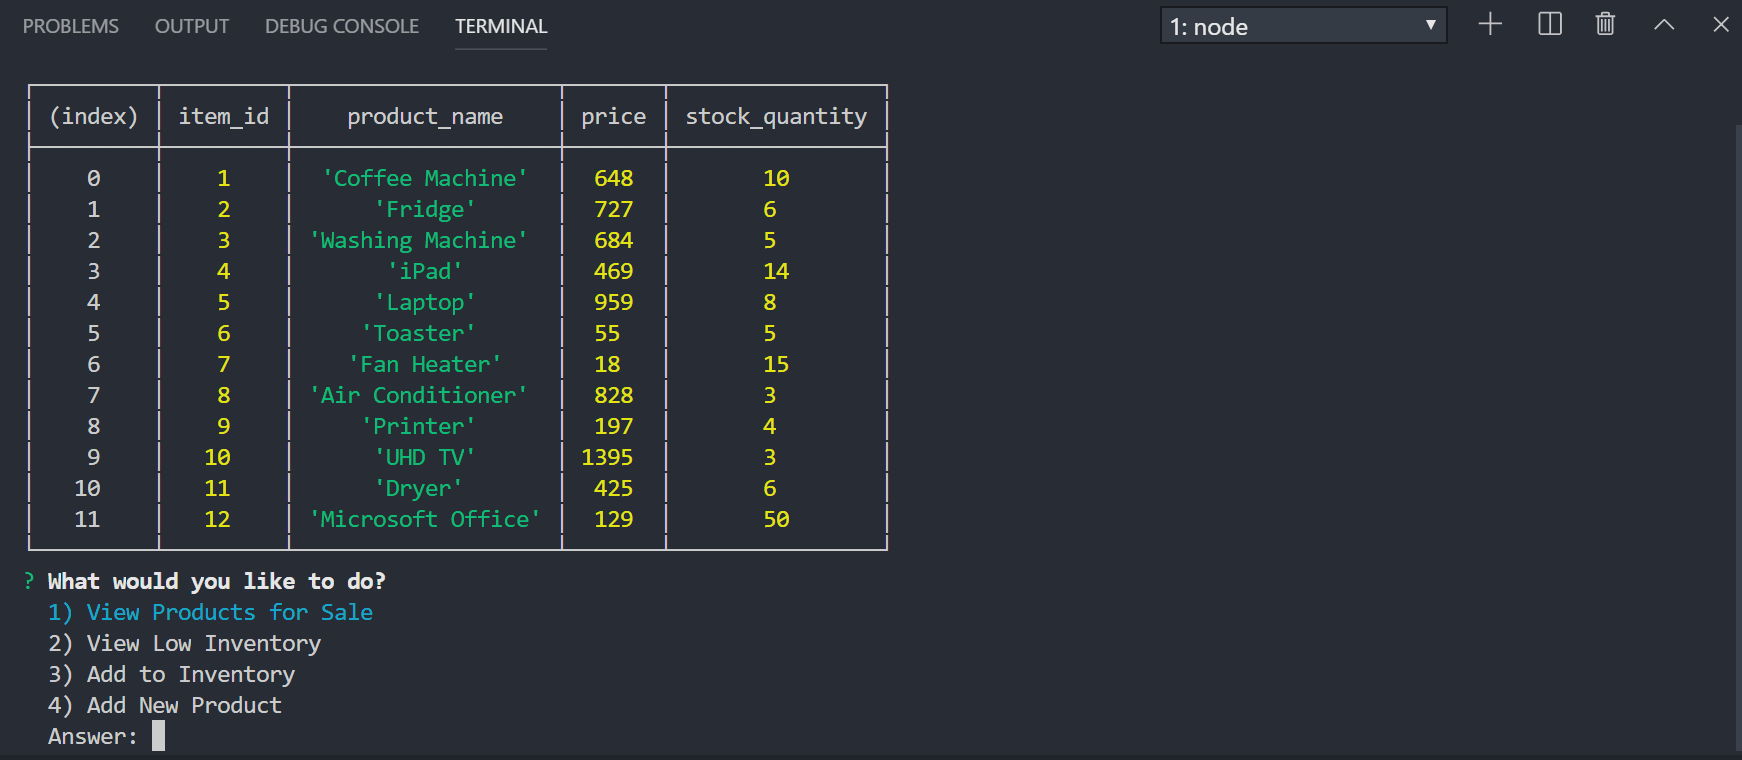 PROBLEMS OUTPUT DEBUG CONSOLE TERMINAL 1: node
(index) item_id product_name price stock_quantity
0 1 'Coffee Machine' 648 10
1 2 'Fridge' 727 6
2 3 'Washing Machine' 684 5
3 4 'iPad' 469 14
4 5 'Laptop' 959 8
5 6 'Toaster' 55 5
6 7 'Fan Heater' 18 15
7 8 'Air Conditioner' 828 3
8 9 'Printer' 197 4
9 10 'UHD TV' 1395 3
10 11 'Dryer' 425 6
11 12 'Microsoft Office' 129 50
? What would you like to do?
1) View Products for Sale
2) View Low Inventory
3) Add to Inventory
4) Add New Product
Answer: